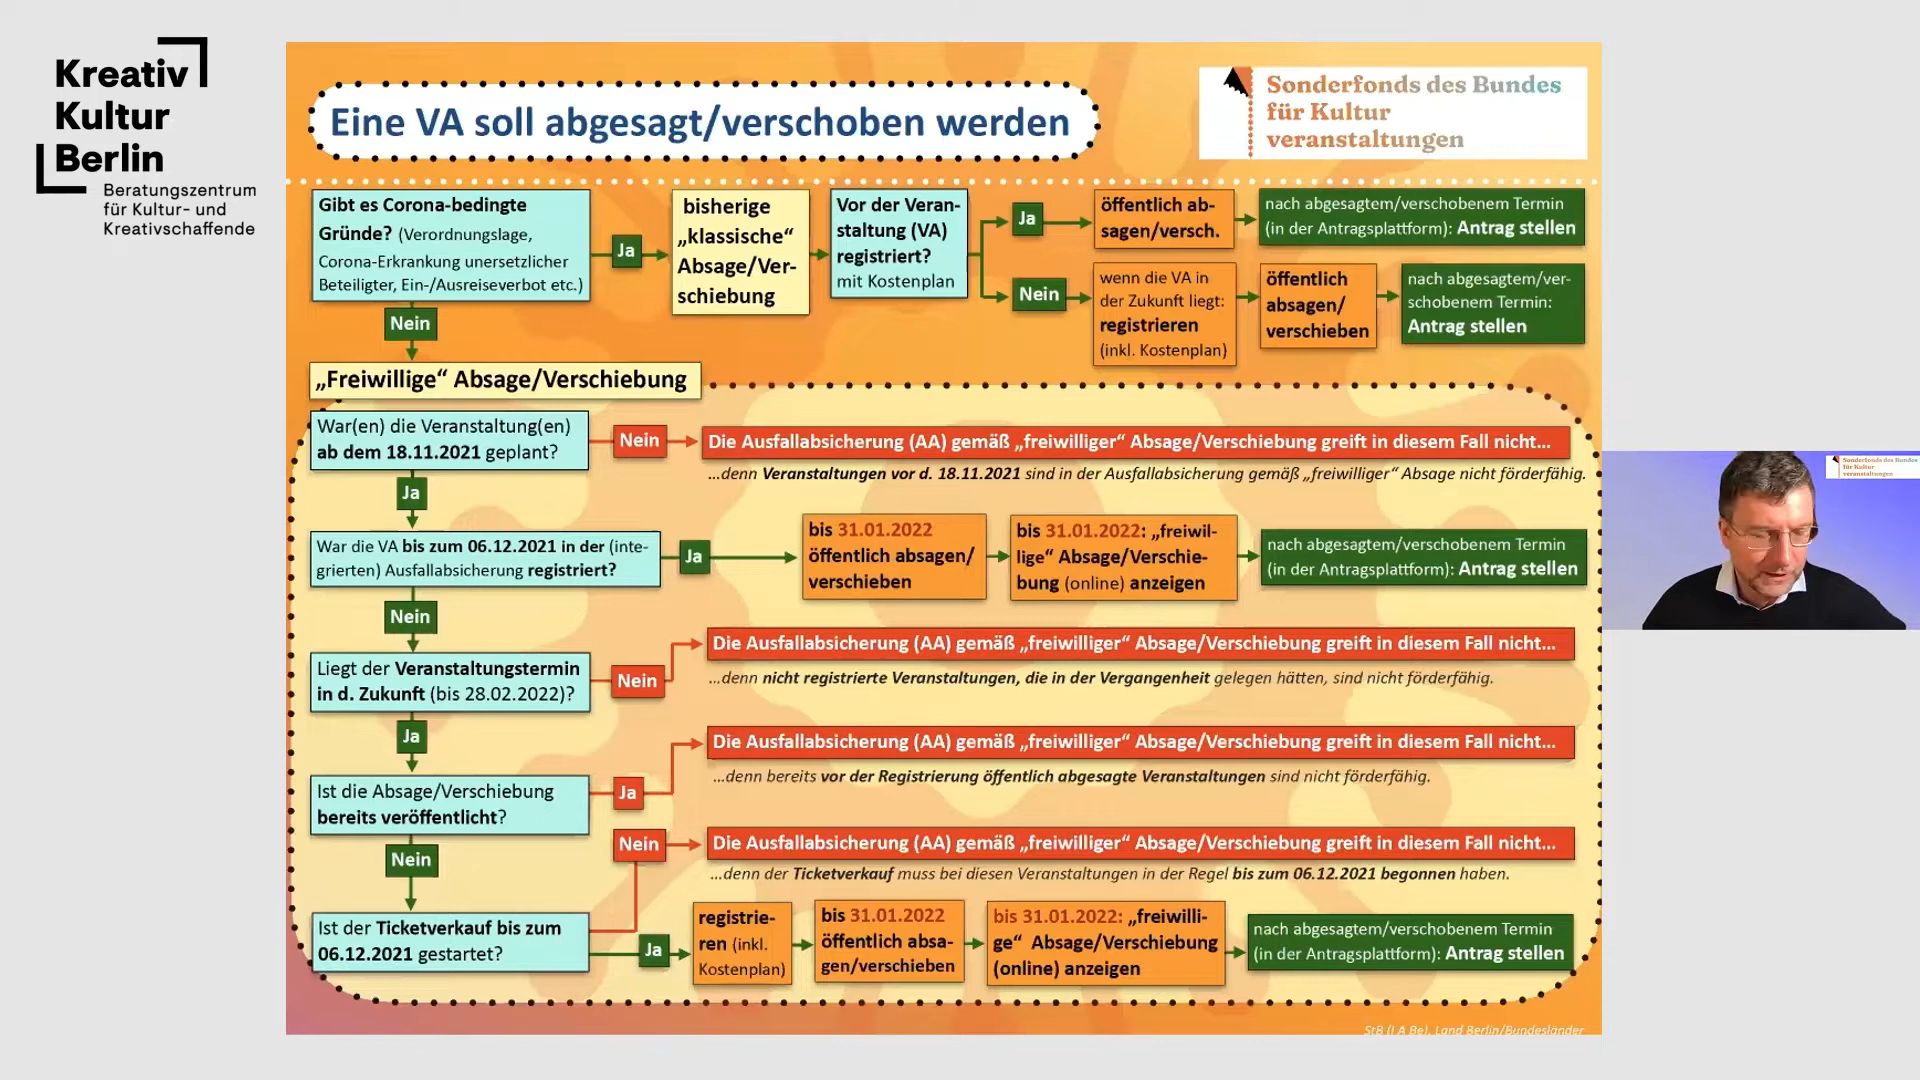 Kreativ
Kultur
Berlin
Beratungszentrum
für Kultur- und
Kreativschaffende
Eine VA soll abgesagt/verschoben werden
Sonderfonds des Bundes
für Kultur
veranstaltungen
Gibt es Corona-bedingte
Gründe? (Verordnungslage,
Corona-Erkrankung unersetzlicher
Beteiligter, Ein-/Ausreiseverbot etc.)
Ja
bisherige
„klassische“
Absage/Ver-
schiebung
Vor der Veran-
staltung (VA)
registriert?
mit Kostenplan
Ja
öffentlich ab-
sagen/versch.
nach abgesagtem/verschobenem Termin
(in der Antragsplattform): Antrag stellen
Nein
wenn die VA in
der Zukunft liegt:
registrieren
(inkl. Kostenplan)
öffentlich
absagen/
verschieben
nach abgesagtem/ver-
schobenem Termin:
Antrag stellen
Nein
„Freiwillige“ Absage/Verschiebung
War(en) die Veranstaltung(en)
ab dem 18.11.2021 geplant?
Nein
Die Ausfallabsicherung (AA) gemäß „freiwilliger“ Absage/Verschiebung greift in diesem Fall nicht...
...denn Veranstaltungen vor d. 18.11.2021 sind in der Ausfallabsicherung gemäß „freiwilliger“ Absage nicht förderfähig.
Ja
War die VA bis zum 06.12.2021 in der (inte-
grierten) Ausfallabsicherung registriert?
Ja
bis 31.01.2022
öffentlich absagen/
verschieben
bis 31.01.2022: „freiwil-
lige“ Absage/Verschie-
bung (online) anzeigen
nach abgesagtem/verschobenem Termin
(in der Antragsplattform): Antrag stellen
Nein
Liegt der Veranstaltungstermin
in d. Zukunft (bis 28.02.2022)?
Nein
Die Ausfallabsicherung (AA) gemäß „freiwilliger“ Absage/Verschiebung greift in diesem Fall nicht...
...denn nicht registrierte Veranstaltungen, die in der Vergangenheit gelegen hätten, sind nicht förderfähig.
Ja
Ist die Absage/Verschiebung
bereits veröffentlicht?
Ja
Die Ausfallabsicherung (AA) gemäß „freiwilliger“ Absage/Verschiebung greift in diesem Fall nicht...
...denn bereits vor der Registrierung öffentlich abgesagte Veranstaltungen sind nicht förderfähig.
Nein
Ist der Ticketverkauf bis zum
06.12.2021 gestartet?
Nein
Die Ausfallabsicherung (AA) gemäß „freiwilliger“ Absage/Verschiebung greift in diesem Fall nicht...
...denn der Ticketverkauf muss bei diesen Veranstaltungen in der Regel bis zum 06.12.2021 begonnen haben.
Ja
registrie-
ren (inkl.
Kostenplan)
bis 31.01.2022
öffentlich absa-
gen/verschieben
bis 31.01.2022: „freiwilli-
ge“ Absage/Verschiebung
(online) anzeigen
nach abgesagtem/verschobenem Termin
(in der Antragsplattform): Antrag stellen
StB (L A Be), Land Berlin/Bundesländer
Sonderfonds des Bundes
für Kultur
veranstaltungen